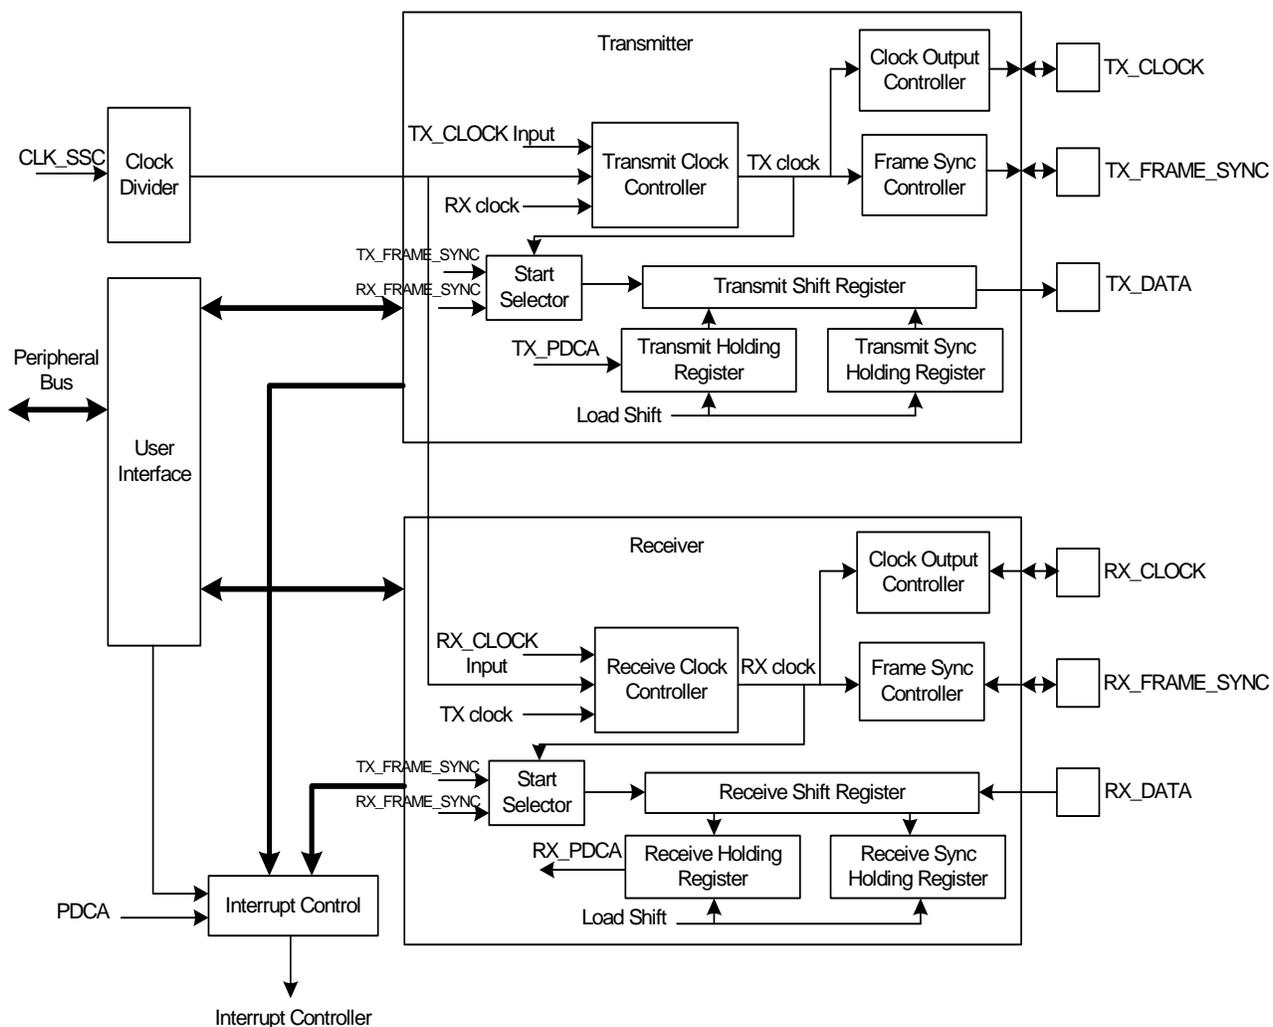 Transmitter
Clock Output
Controller
TX_CLOCK
CLK_SSC
Clock
Divider
TX_CLOCK Input
Transmit Clock
Controller
RX clock
TX clock
Frame Sync
Controller
TX_FRAME_SYNC
TX_FRAME_SYNC
RX_FRAME_SYNC
Start
Selector
Transmit Shift Register
TX_DATA
TX_PDCA
Transmit Holding
Register
Transmit Sync
Holding Register
Load Shift
Peripheral
Bus
User
Interface
Receiver
Clock Output
Controller
RX_CLOCK
RX_CLOCK
Input
Receive Clock
Controller
TX clock
RX clock
Frame Sync
Controller
RX_FRAME_SYNC
TX_FRAME_SYNC
RX_FRAME_SYNC
Start
Selector
Receive Shift Register
RX_DATA
RX_PDCA
Receive Holding
Register
Receive Sync
Holding Register
Load Shift
PDCA
Interrupt Control
Interrupt Controller